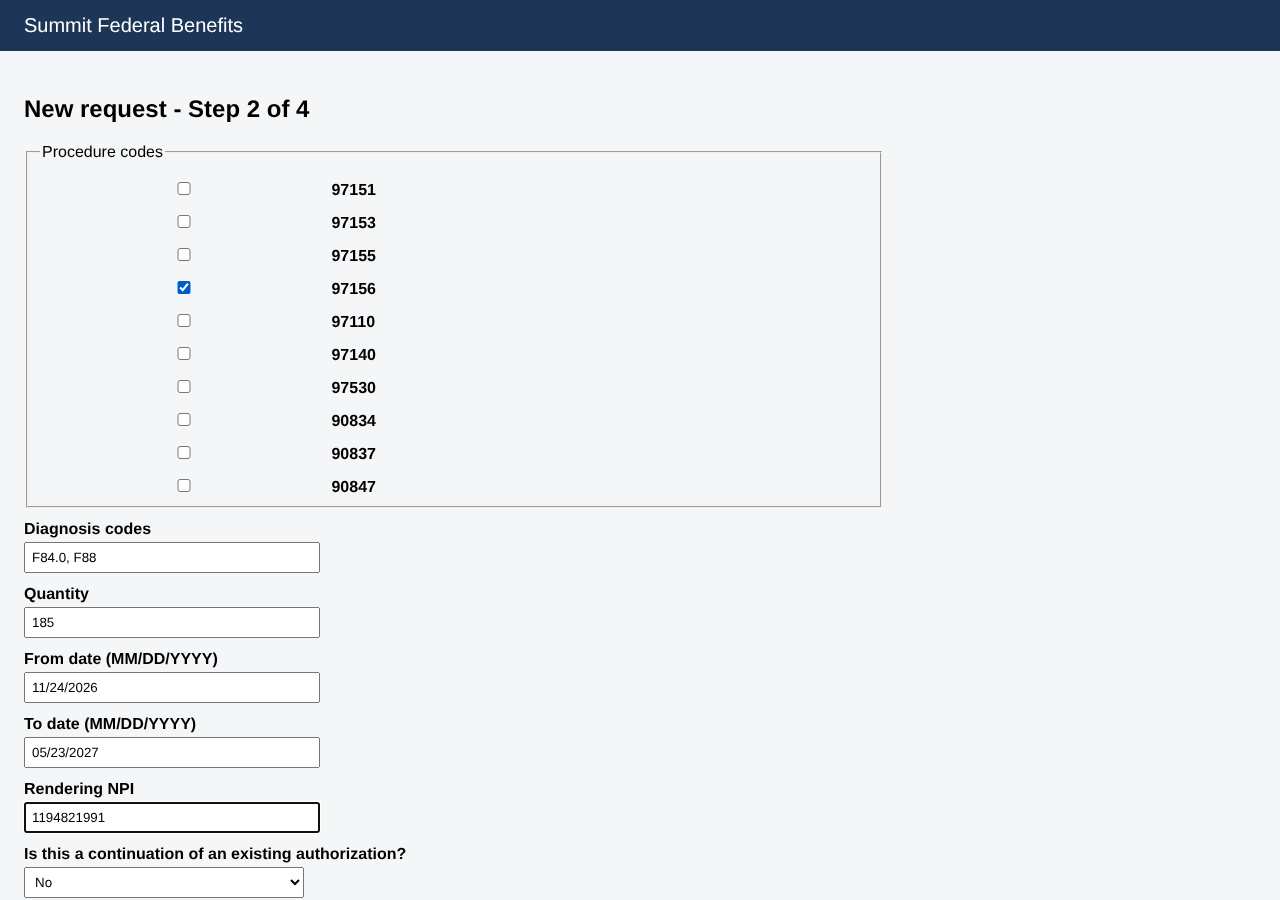 Summit Federal Benefits
New request - Step 2 of 4
Procedure codes
97151
97153
97155
97156
97110
97140
97530
90834
90837
90847
Diagnosis codes
F84.0, F88
Quantity
185
From date (MM/DD/YYYY)
11/24/2026
To date (MM/DD/YYYY)
05/23/2027
Rendering NPI
1194821991
Is this a continuation of an existing authorization?
No